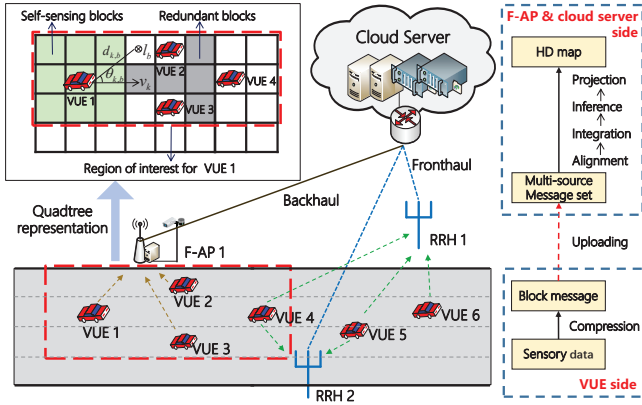 Self-sensing blocks
Redundant blocks
d_{k,b}
⊗l_b
θ_{k,b}
v_k
VUE 1
VUE 2
VUE 3
VUE 4
Region of interest for VUE 1
Quadtree
representation
Cloud Server
Backhaul
Fronthaul
F-AP 1
RRH 1
VUE 1
VUE 2
VUE 3
VUE 4
VUE 5
VUE 6
RRH 2
F-AP & cloud server
side
HD map
Projection
Inference
Integration
Alignment
Multi-source
Message set
Uploading
Block message
Compression
Sensory data
VUE side